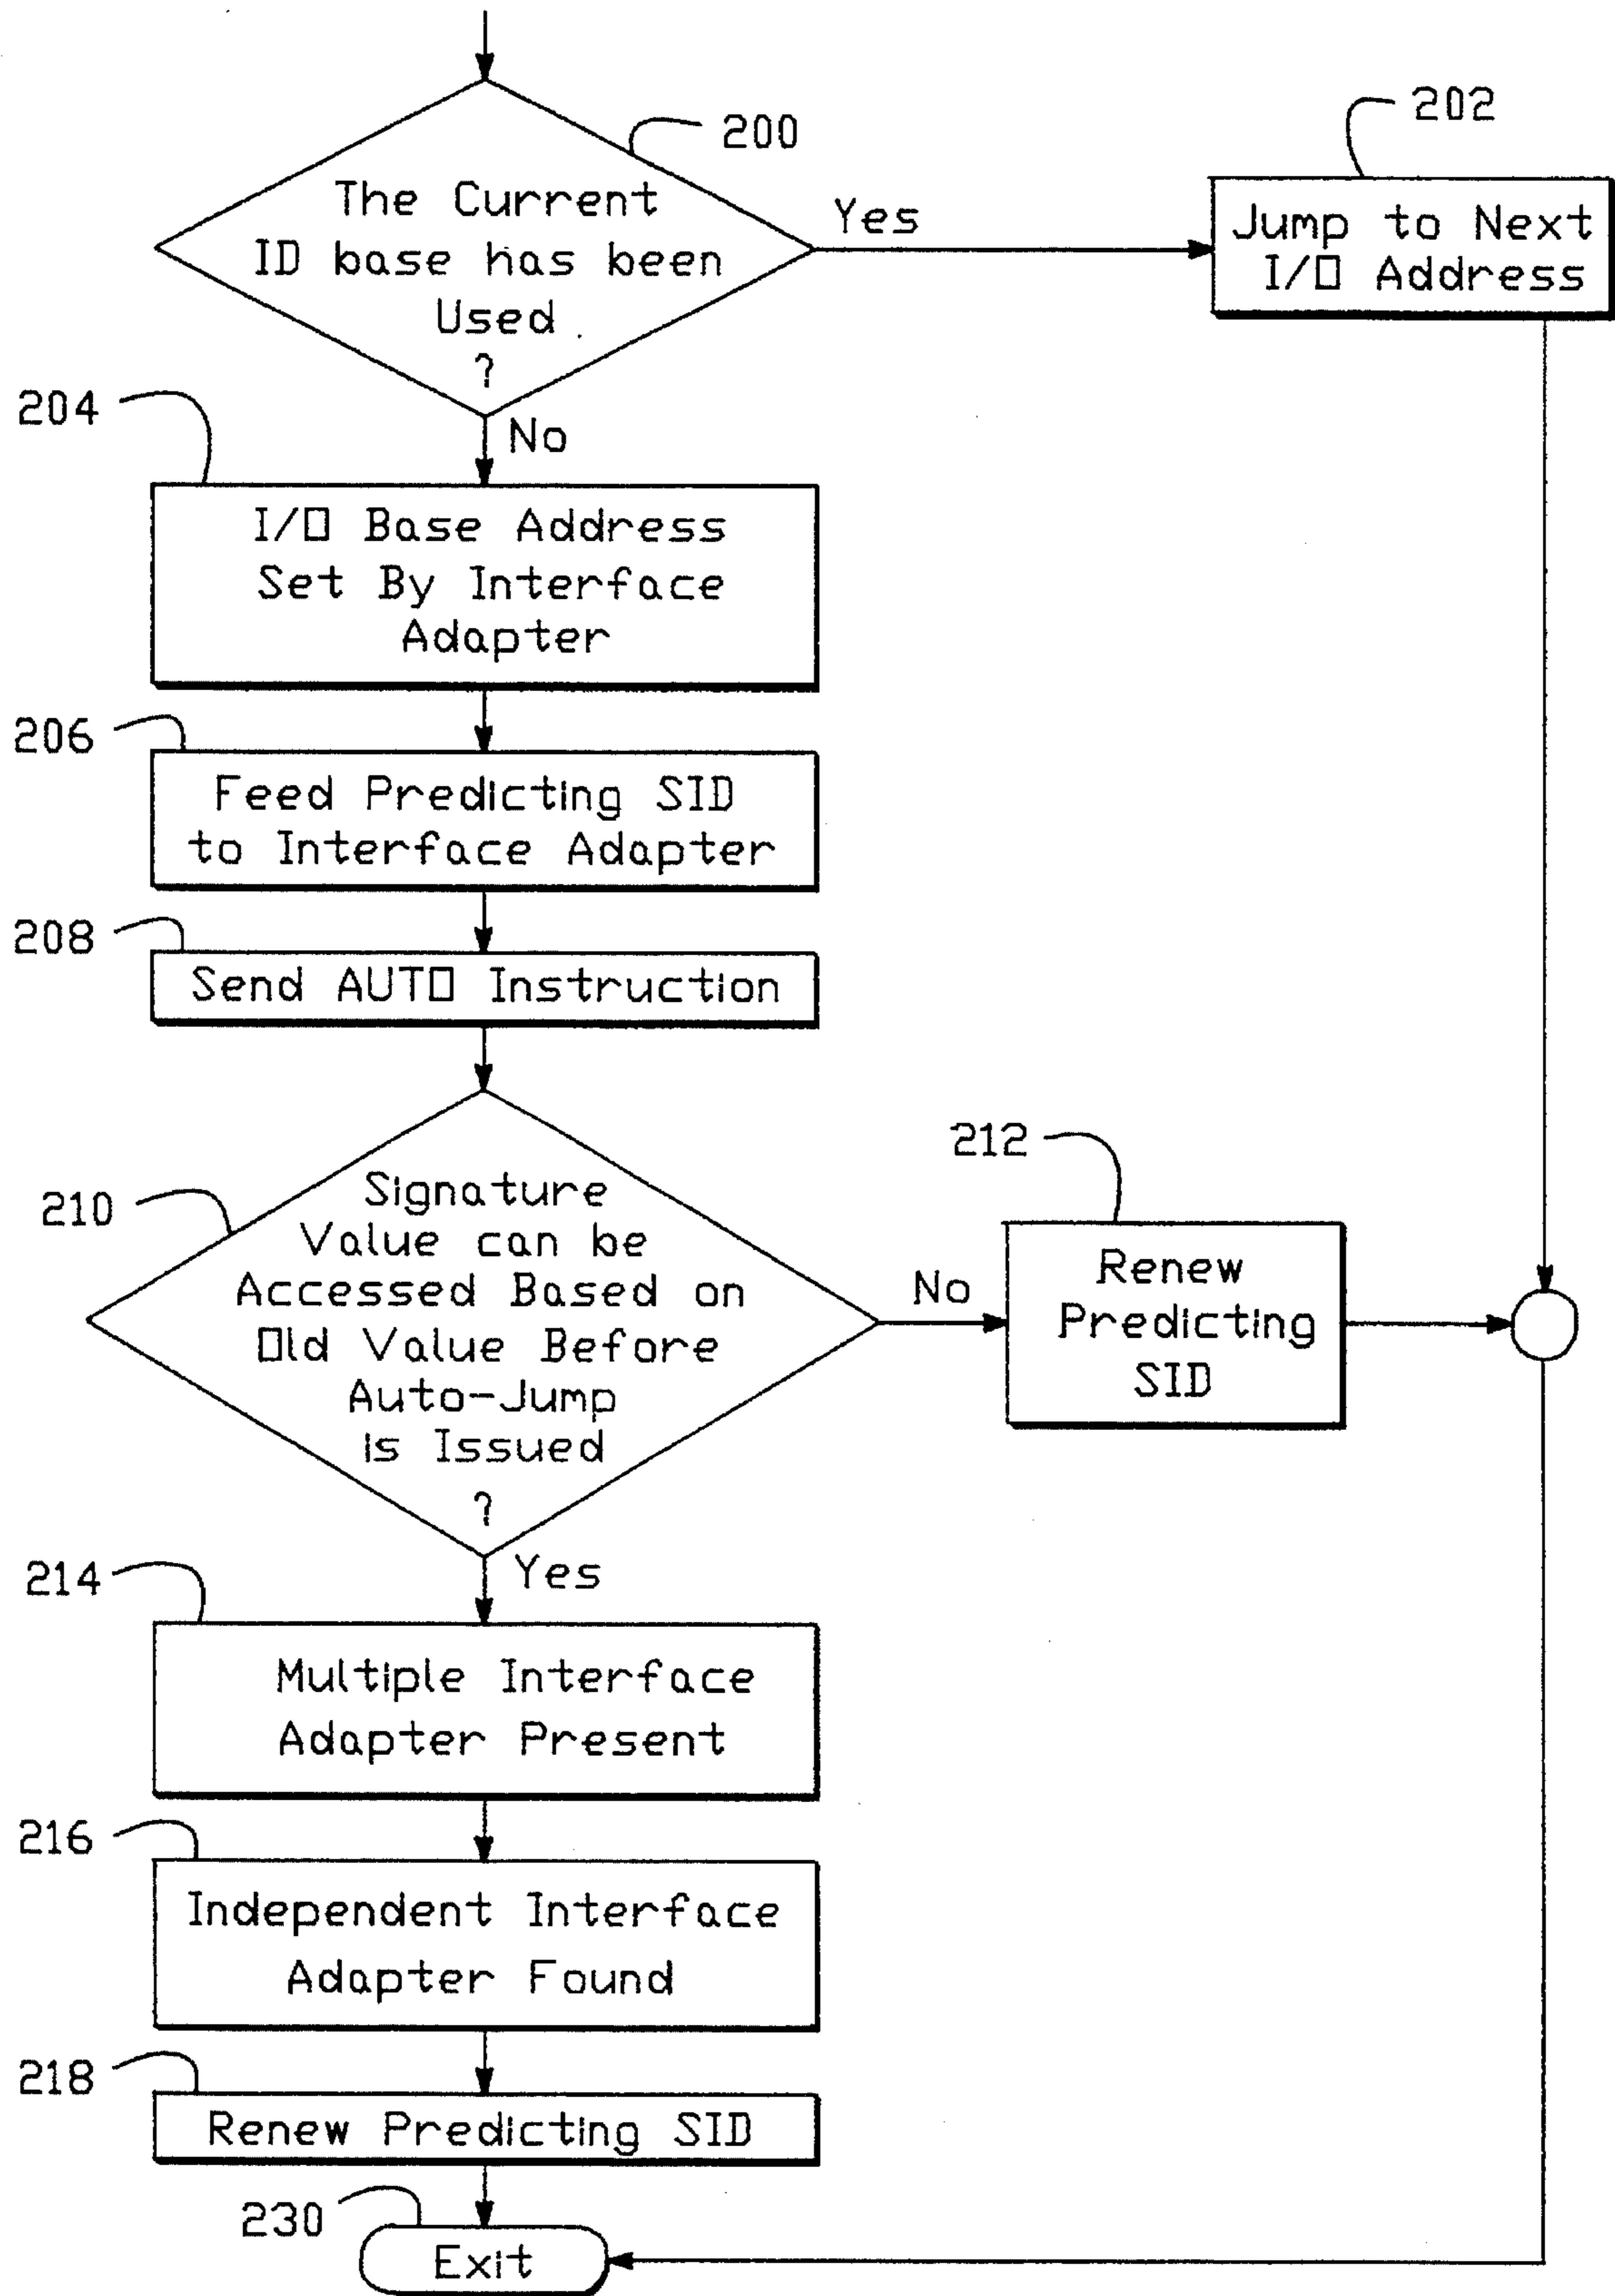 200
The Current
ID base has been
Used
?
Yes
202
Jump to Next
I/O Address
No
204
I/O Base Address
Set By Interface
Adapter
206
Feed Predicting SID
to Interface Adapter
208
Send AUTO Instruction
210
Signature
Value can be
Accessed Based on
Old Value Before
Auto-Jump
is Issued
?
No
212
Renew
Predicting
SID
Yes
214
Multiple Interface
Adapter Present
216
Independent Interface
Adapter Found
218
Renew Predicting SID
230
Exit